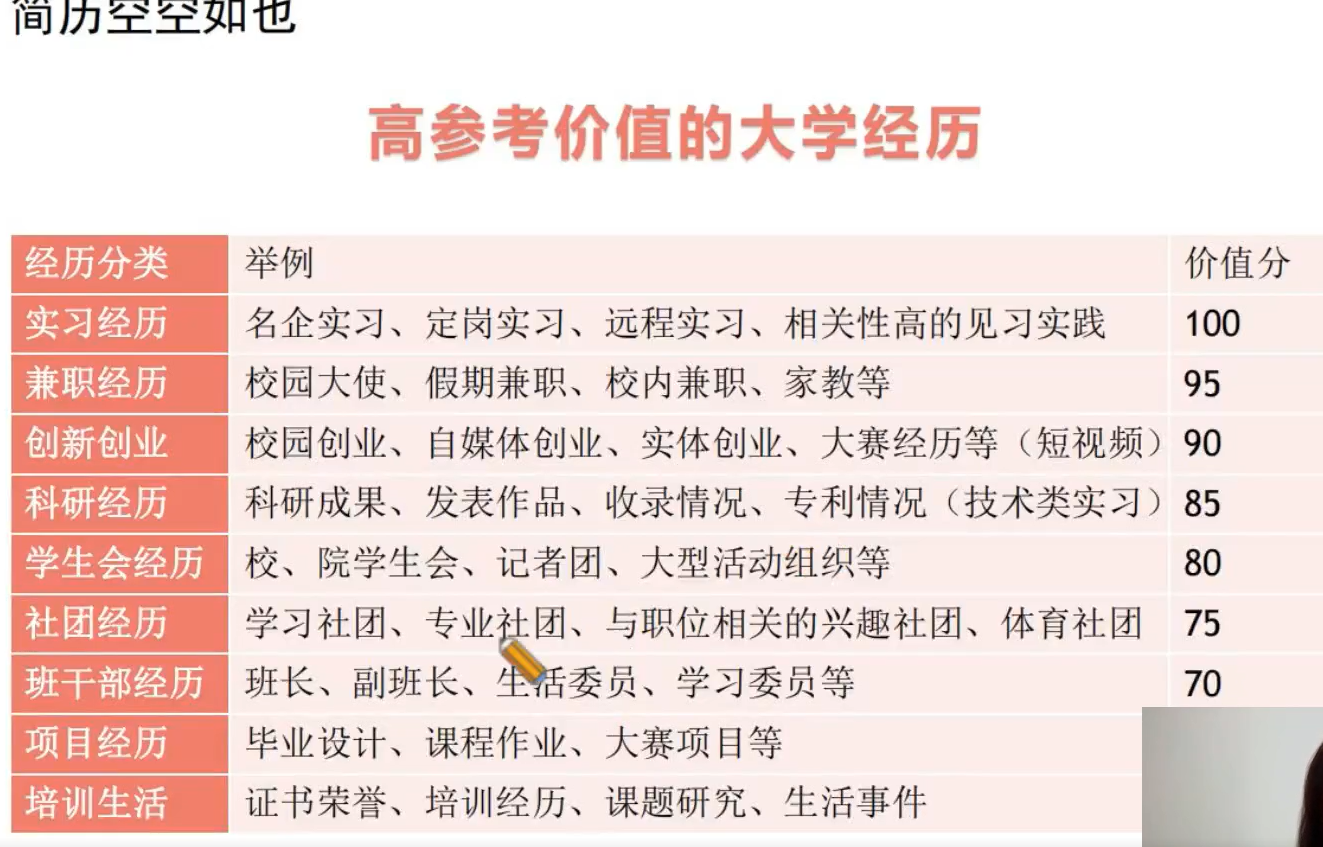 简历空空如也
高参考价值的大学经历
经历分类 举例 价值分
实习经历 名企实习、定岗实习、远程实习、相关性高的见习实践 100
兼职经历 校园大使、假期兼职、校内兼职、家教等 95
创新创业 校园创业、自媒体创业、实体创业、大赛经历等（短视频） 90
科研经历 科研成果、发表作品、收录情况、专利情况（技术类实习） 85
学生会经历 校、院学生会、记者团、大型活动组织等 80
社团经历 学习社团、专业社团、与职位相关的兴趣社团、体育社团 75
班干部经历 班长、副班长、生活委员、学习委员等 70
项目经历 毕业设计、课程作业、大赛项目等
培训生活 证书荣誉、培训经历、课题研究、生活事件